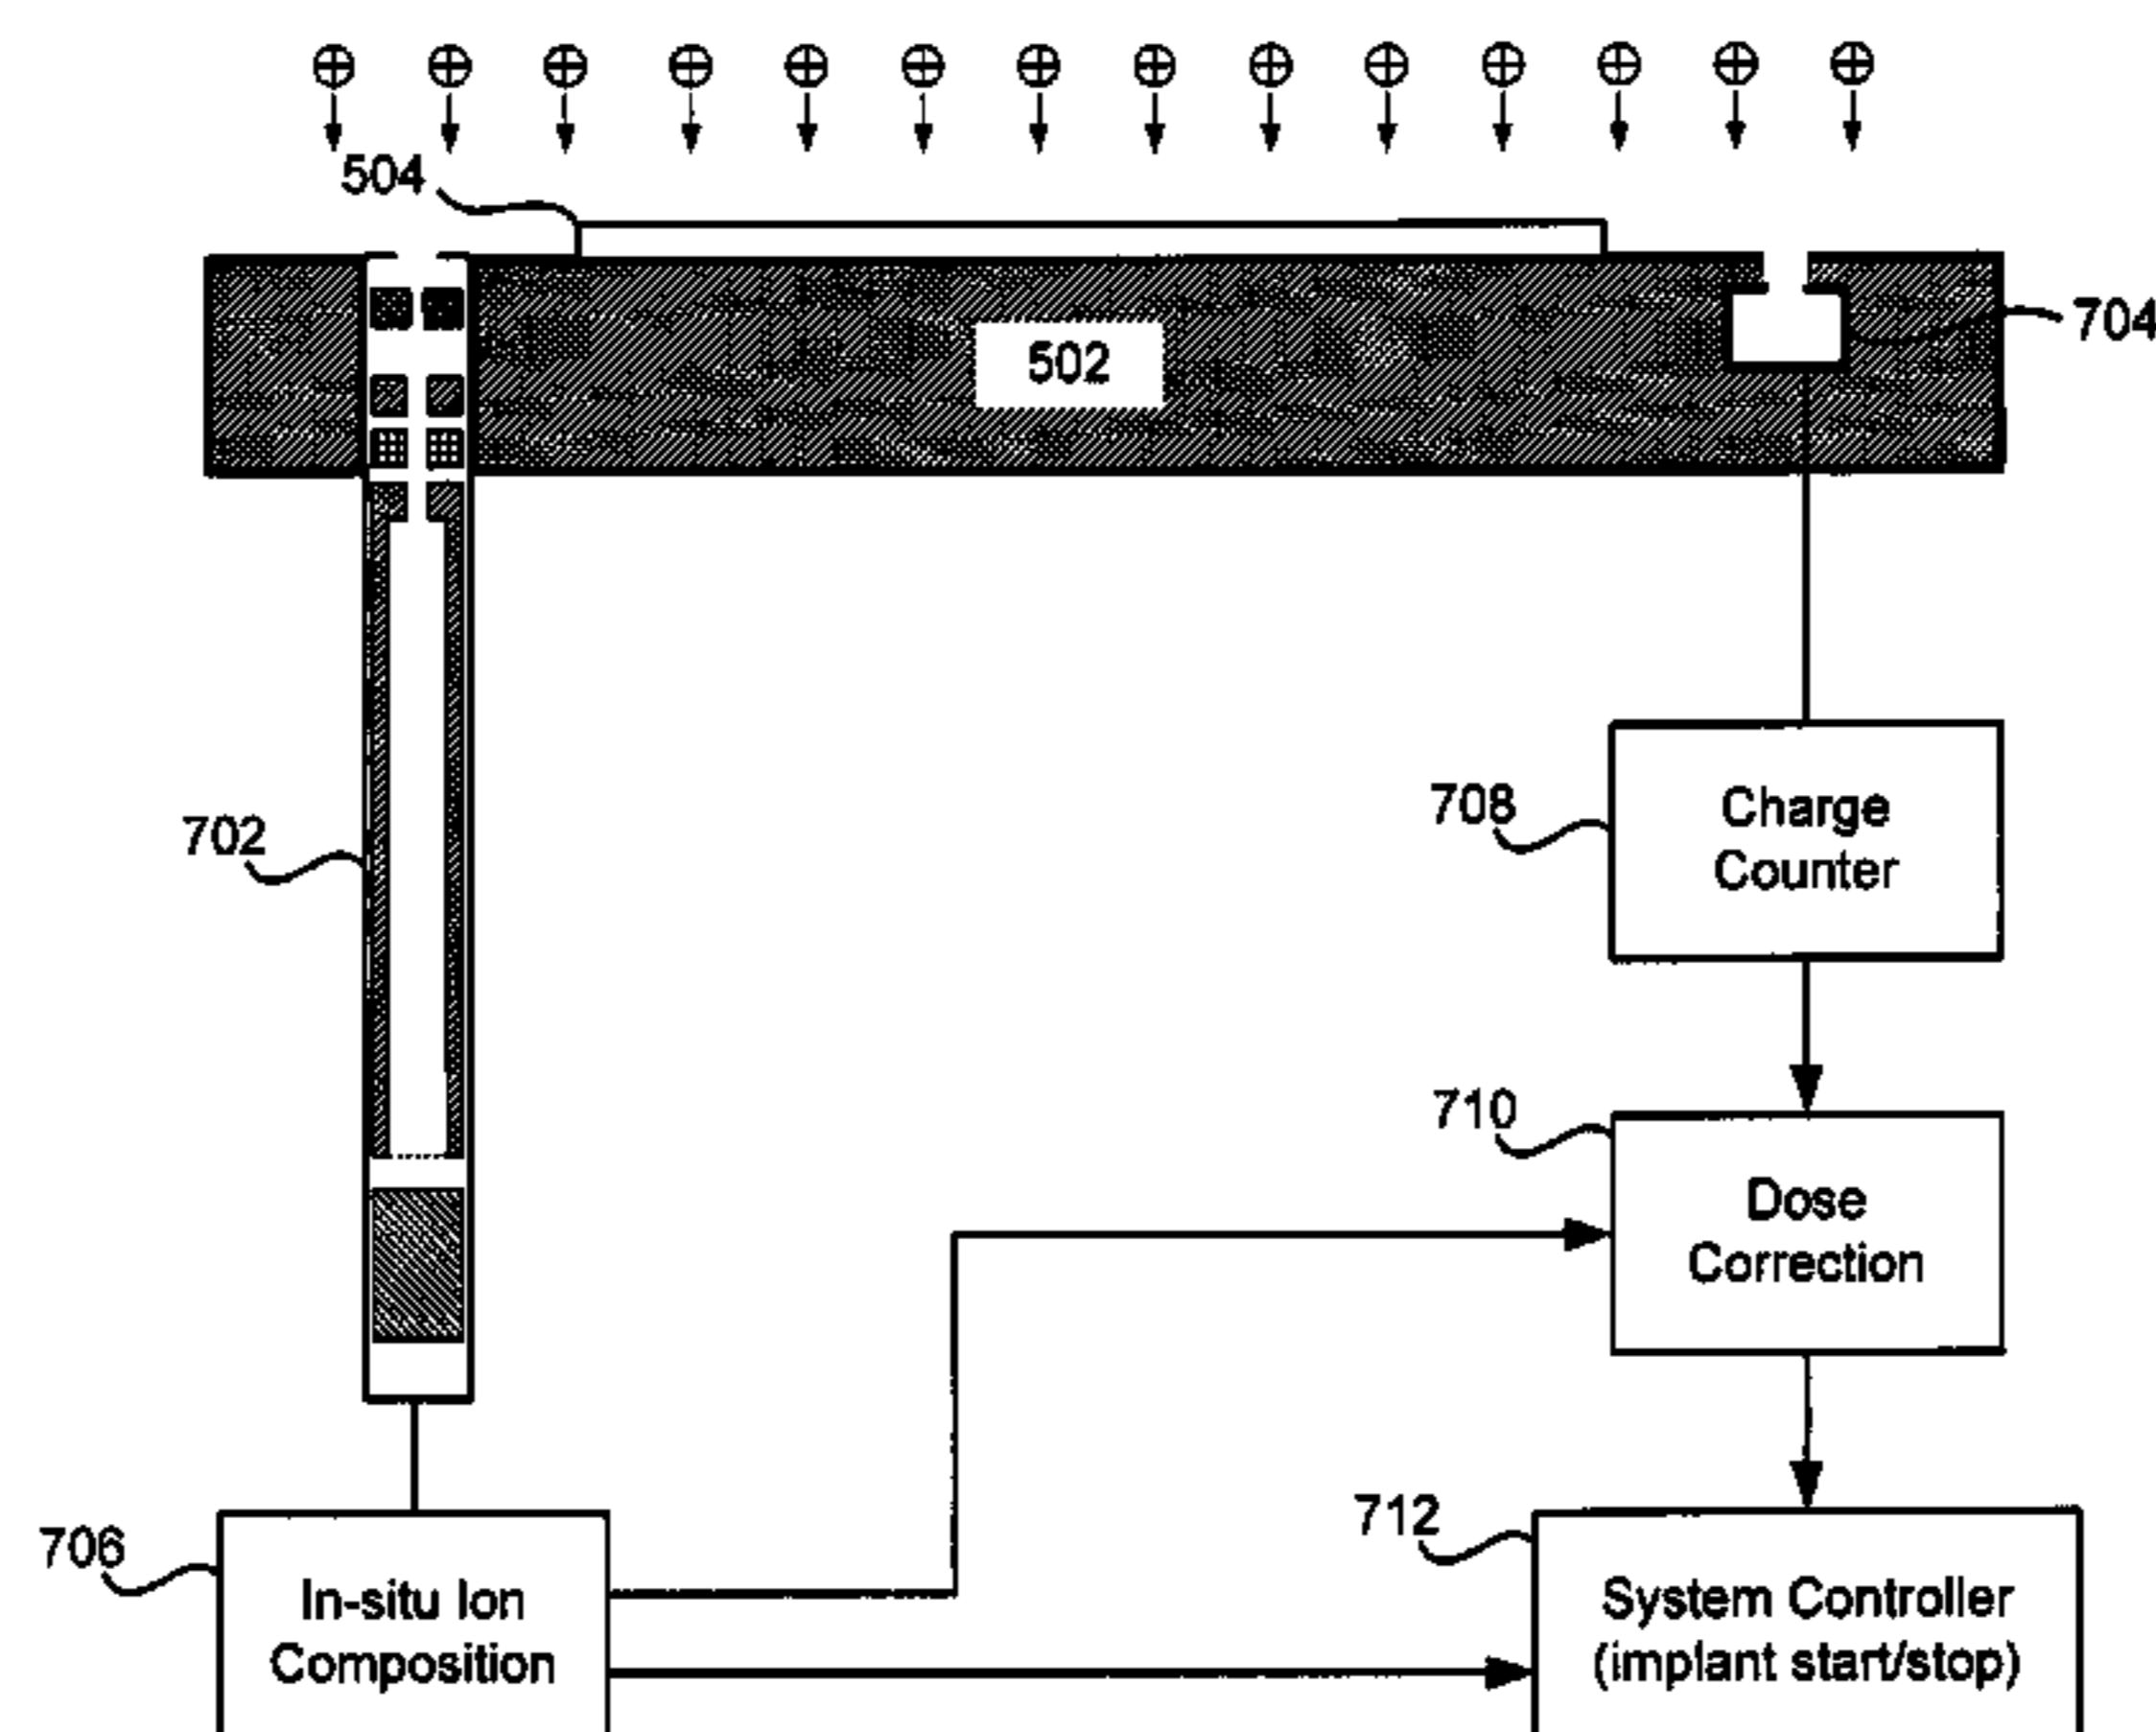 504
502
704
702
708
Charge
Counter
710
Dose
Correction
706
In-situ Ion
Composition
712
System Controller
(implant start/stop)